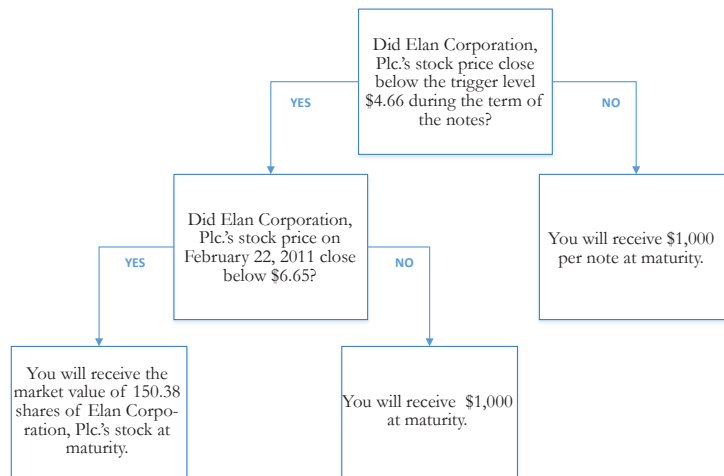 Did Elan Corporation,
Plc.'s stock price close
below the trigger level
$4.66 during the term of
the notes?
YES
NO
Did Elan Corporation,
Plc.'s stock price on
February 22, 2011 close
below $6.65?
You will receive $1,000
per note at maturity.
YES
NO
You will receive the
market value of 150.38
shares of Elan Corpo-
ration, Plc.'s stock at
maturity.
You will receive $1,000
at maturity.